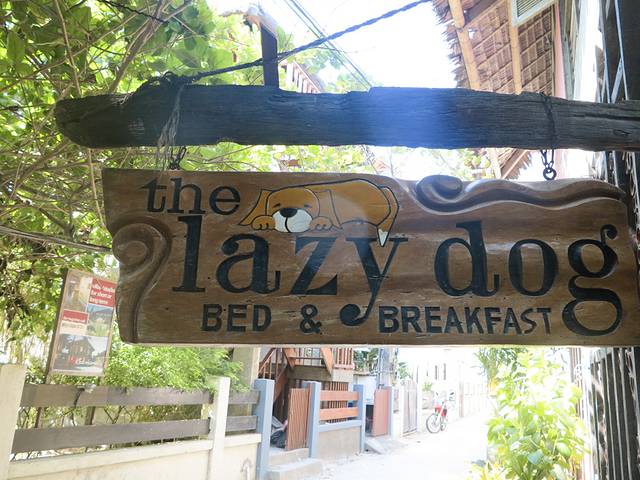 the
lazy dog
BED & BREAKFAST